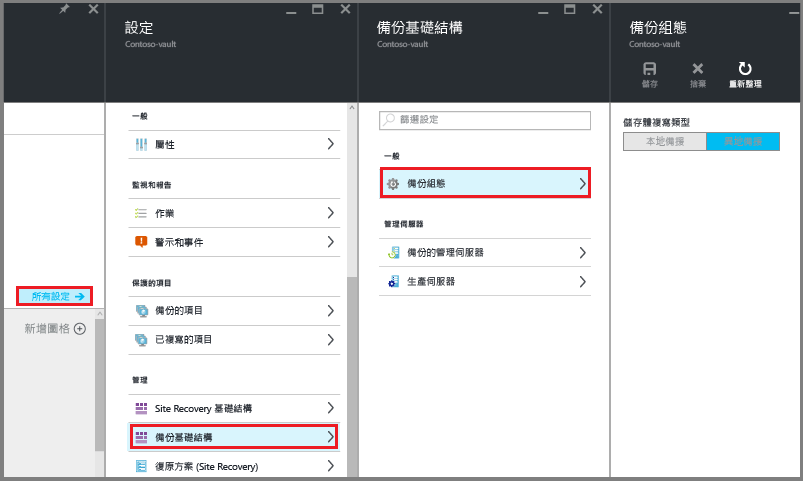 所有設定
新增圖格
設定
Contoso-vault
一般
屬性
監視和報告
作業
警示和事件
保護的項目
備份的項目
已複寫的項目
管理
Site Recovery 基礎結構
備份基礎結構
復原方案 (Site Recovery)
備份基礎結構
Contoso-vault
篩選設定
一般
備份組態
管理伺服器
備份的管理伺服器
生產伺服器
備份組態
Contoso-vault
儲存
捨棄
重新整理
儲存體複寫類型
本地備援